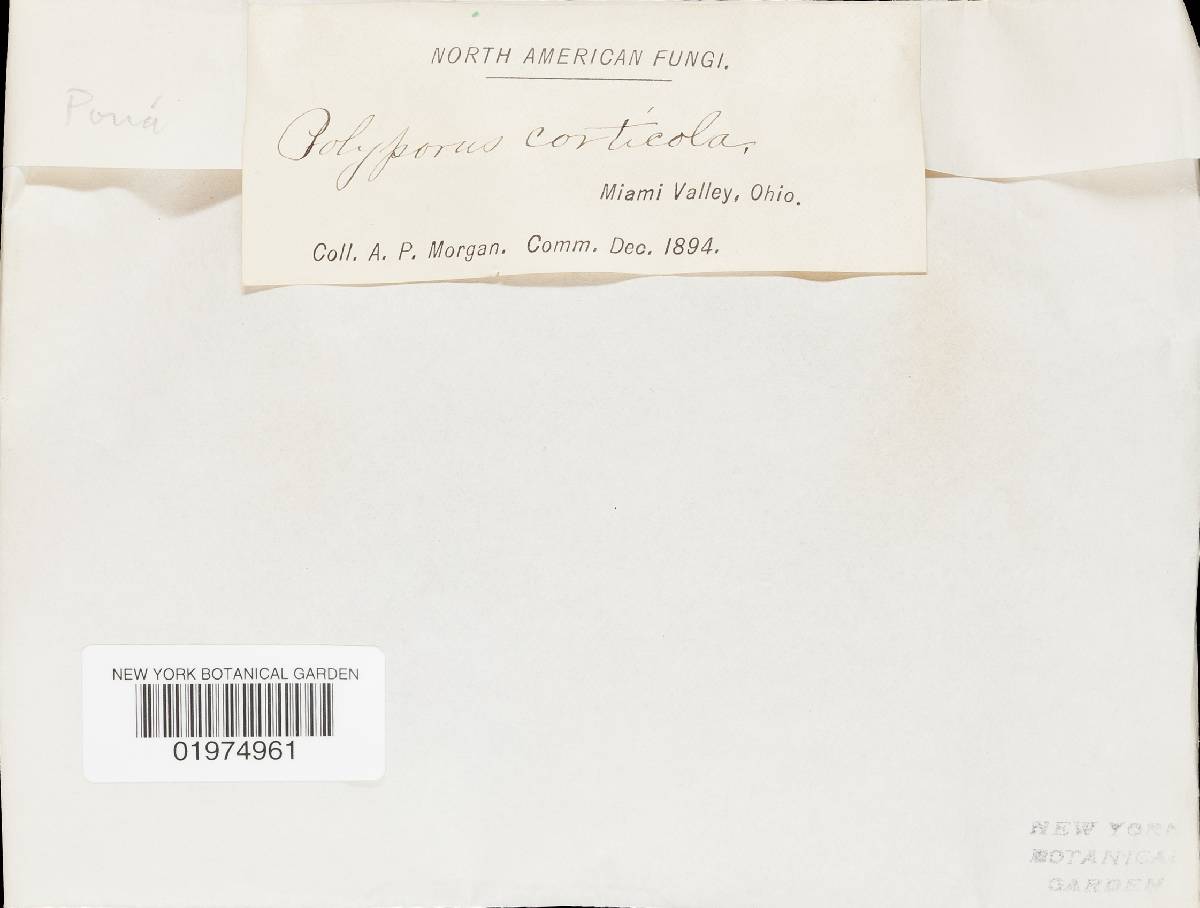 NORTH AMERICAN FUNGI.
Poria
Polyporus corticola.
Miami Valley, Ohio.
Coll. A. P. Morgan. Comm. Dec. 1894.
NEW YORK BOTANICAL GARDEN
01974961
NEW YORK
BOTANICAL
GARDEN